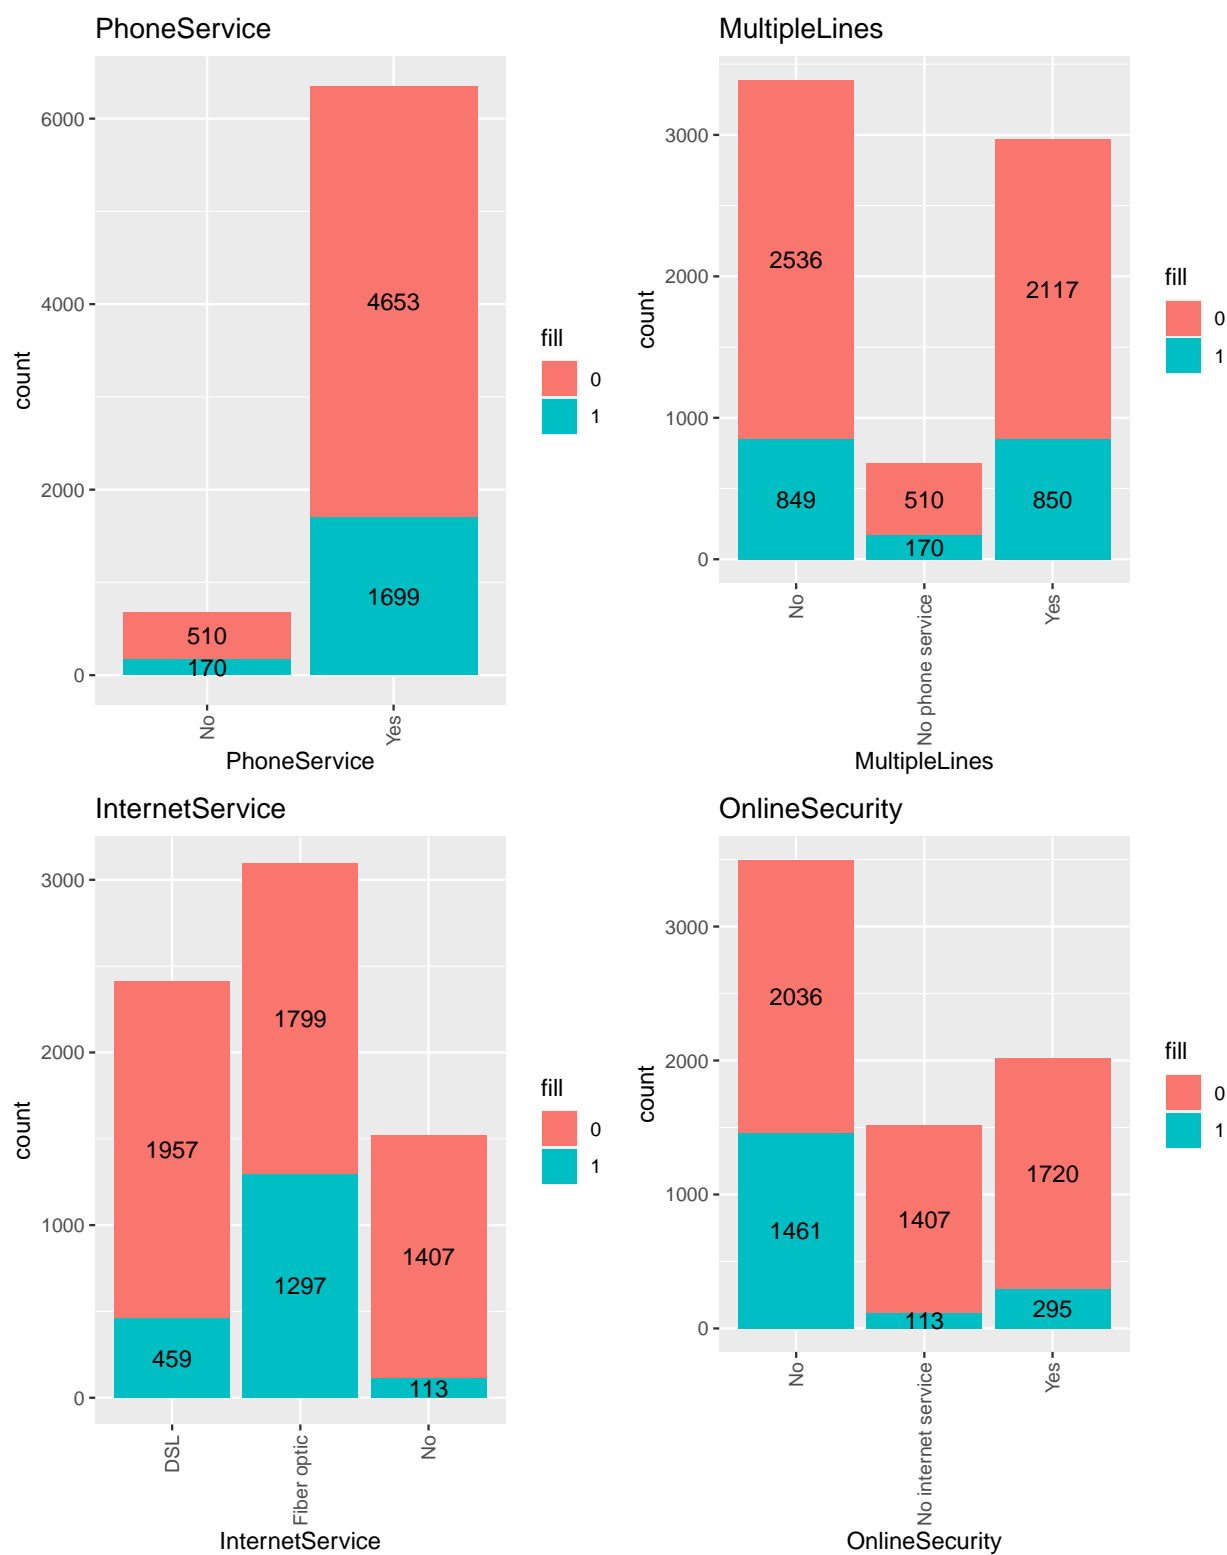 PhoneService
6000
4000
2000
0
count
4653
1699
510
170
No
Yes
PhoneService
fill
0
1
MultipleLines
3000
2000
1000
0
count
2536
849
510
170
2117
850
No
No phone service
Yes
MultipleLines
fill
0
1
InternetService
3000
2000
1000
0
count
1957
459
1799
1297
1407
113
DSL
Fiber optic
No
InternetService
fill
0
1
OnlineSecurity
3000
2000
1000
0
count
2036
1461
1407
113
1720
295
No
No internet service
Yes
OnlineSecurity
fill
0
1